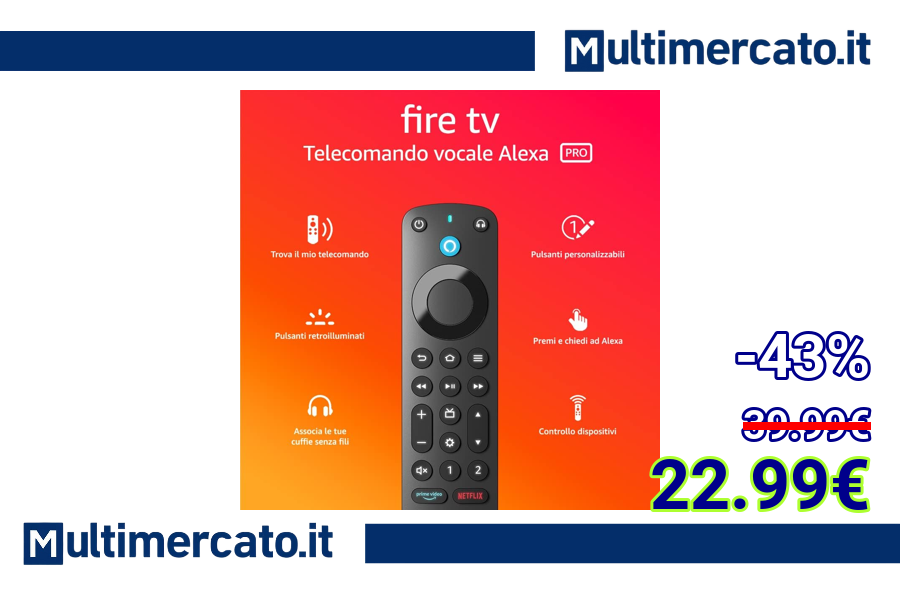 Multimercato.it
fire tv
Telecomando vocale Alexa PRO
Trova il mio telecomando
Pulsanti personalizzabili
Pulsanti retroilluminati
Premi e chiedi ad Alexa
Associa le tue
cuffie senza fili
Controllo dispositivi
1 2
prime video NETFLIX
-43%
39.99€
22.99€
Multimercato.it